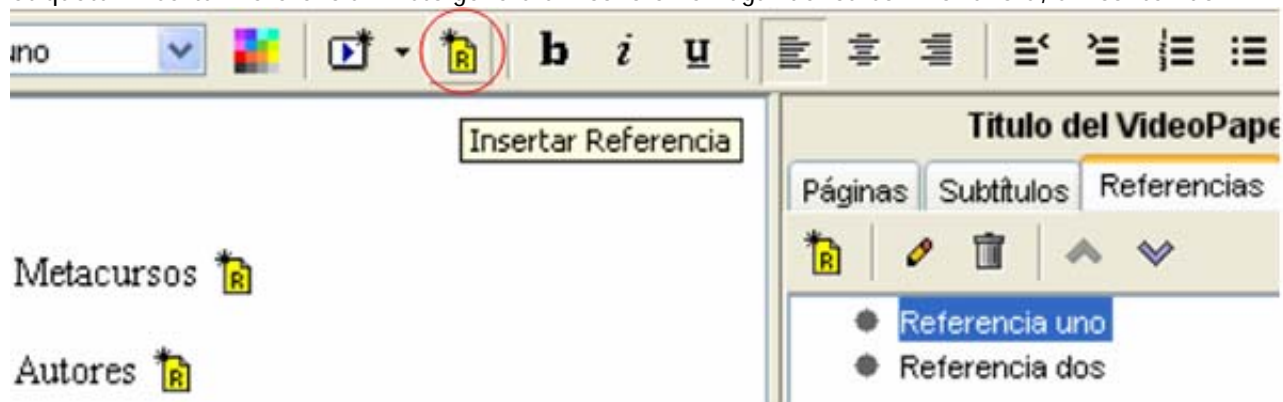 uno
b i u
Insertar Referencia
Titulo del VideoPape
Páginas Subtítulos Referencias
Metacursos
Autores
Referencia uno
Referencia dos